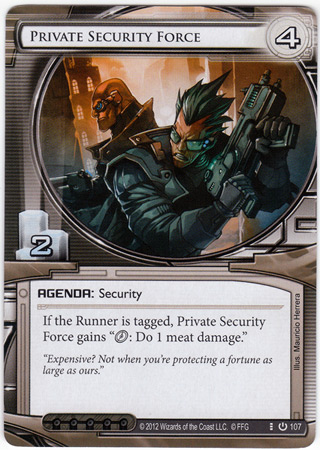 PRIVATE SECURITY FORCE
4
2
AGENDA: Security
If the Runner is tagged, Private Security
Force gains “: Do 1 meat damage.”
“Expensive? Not when you’re protecting a fortune as
large as ours.”
Illus. Mauricio Herrera
© 2012 Wizards of the Coast LLC. © FFG
107